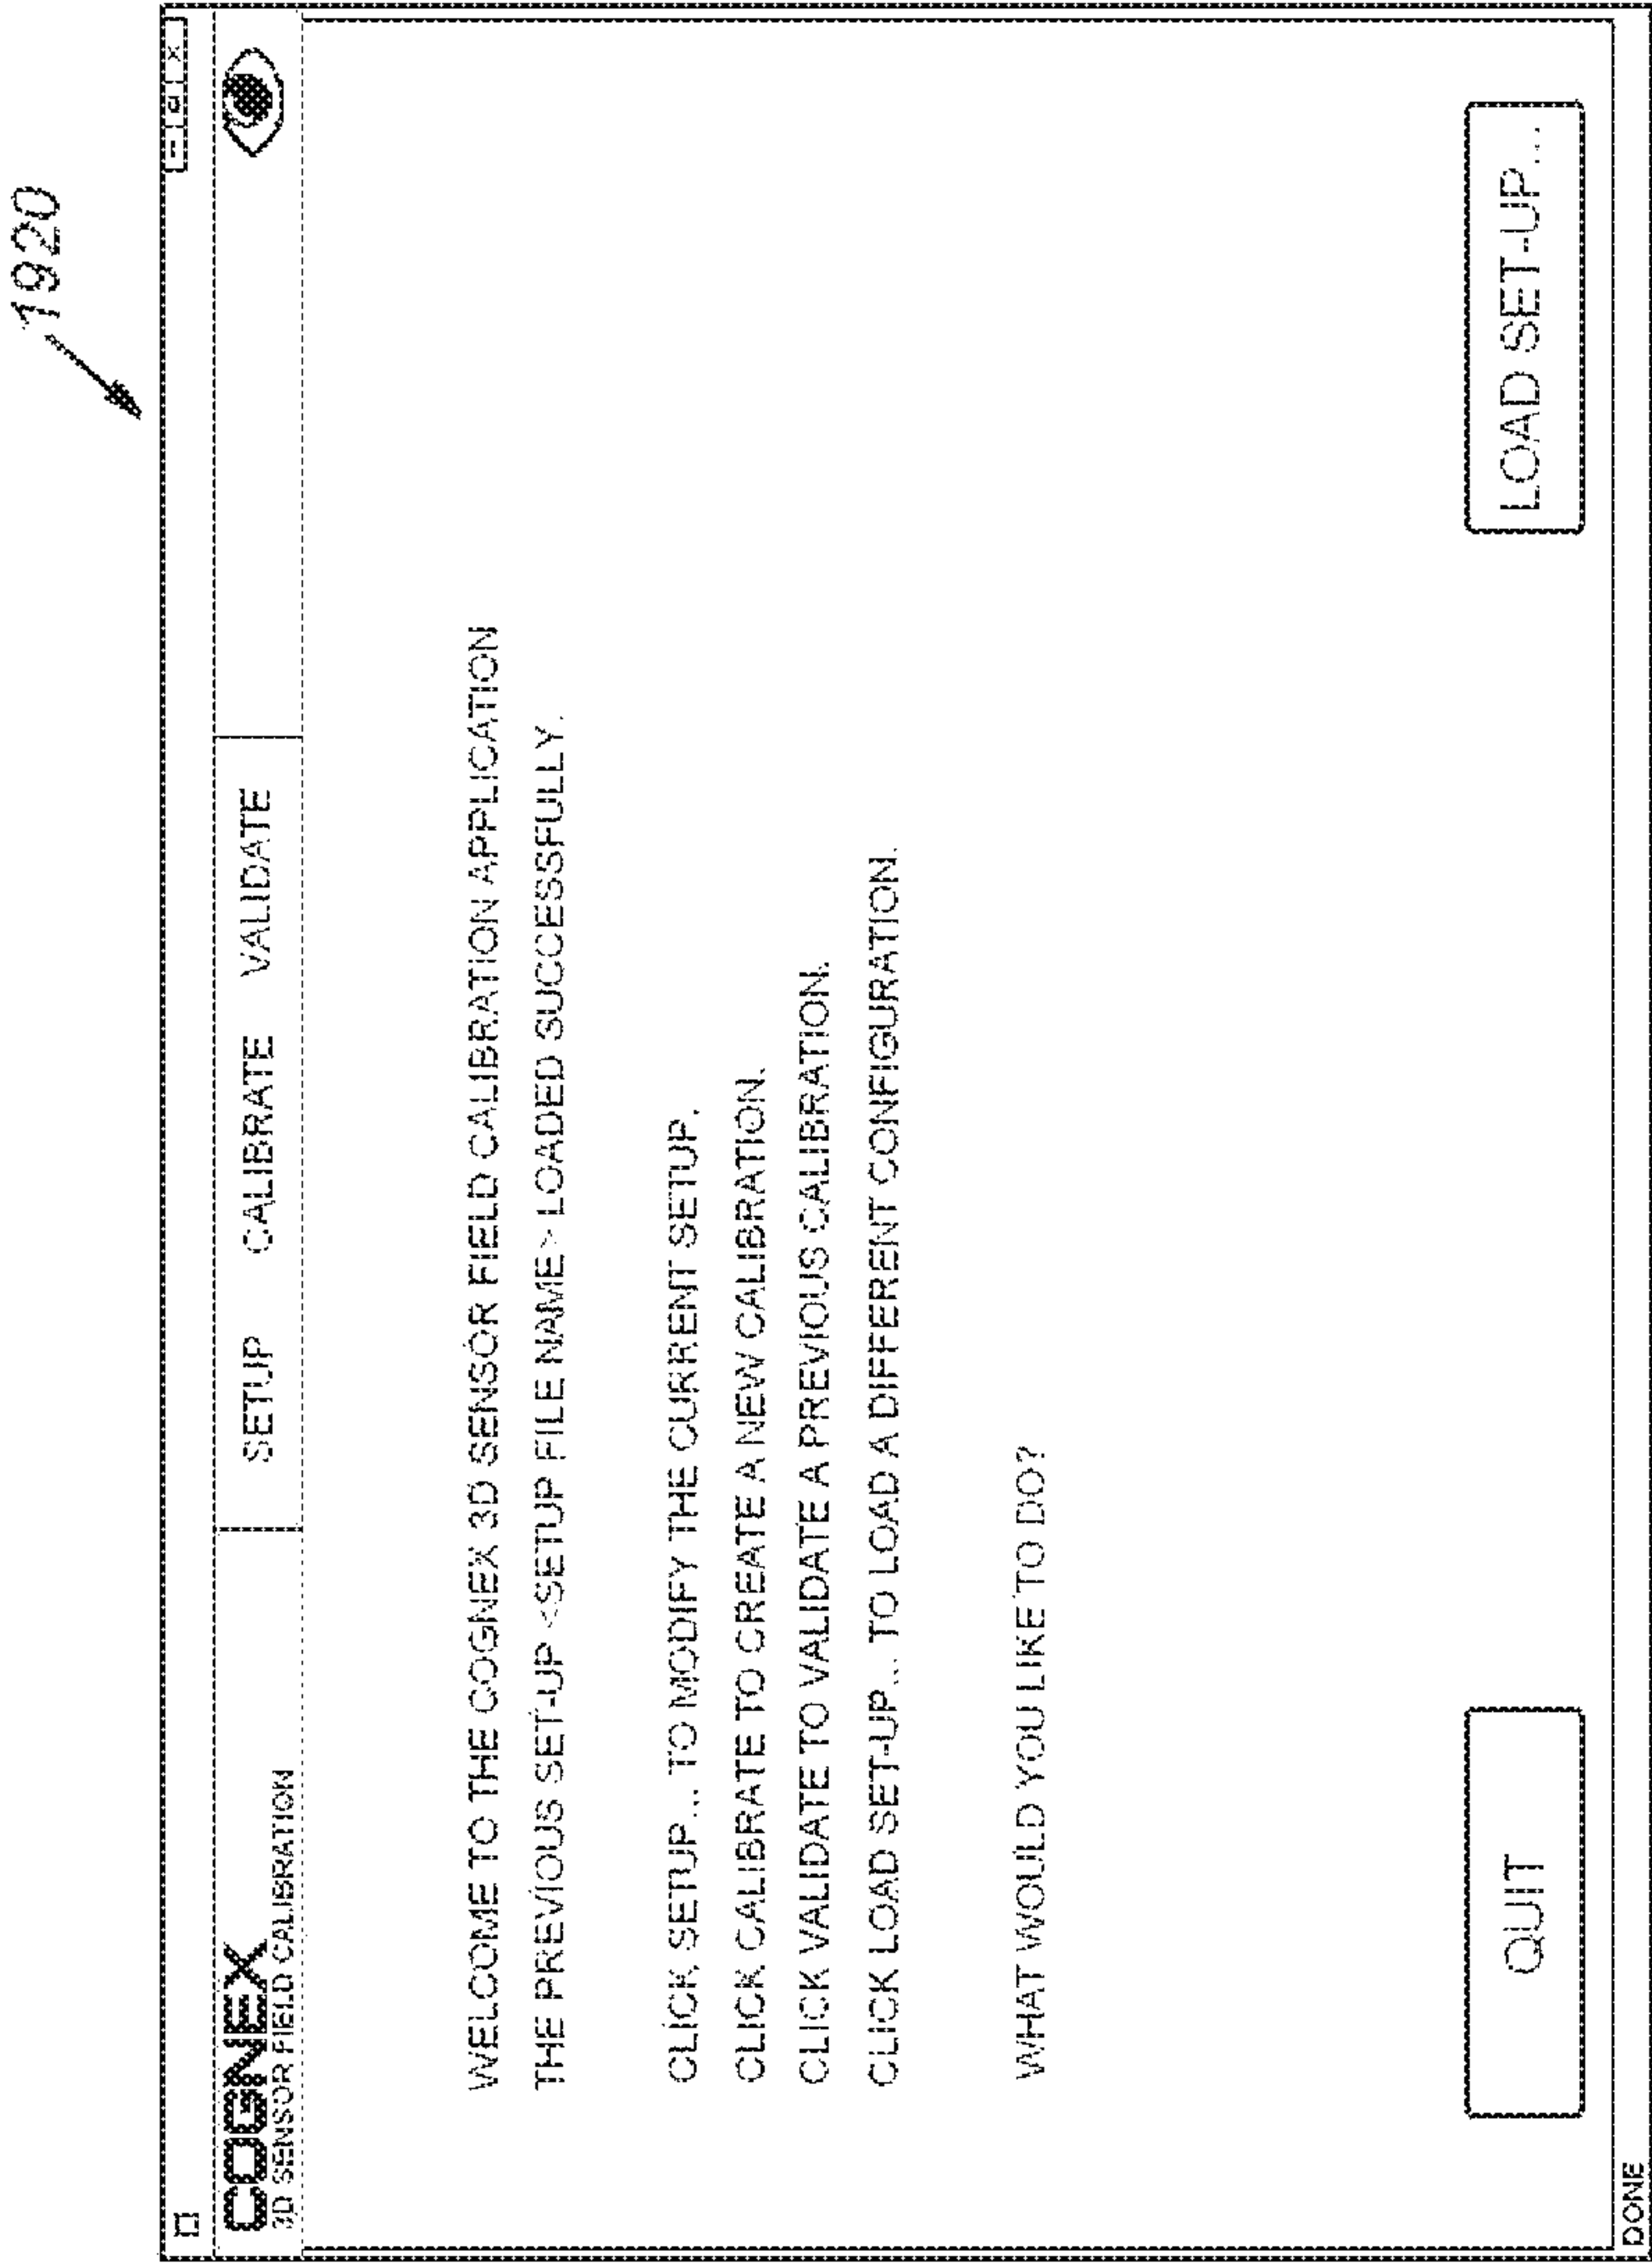 1920
COGNEX
3D SENSOR FIELD CALIBRATION
SETUP CALIBRATE VALIDATE
WELCOME TO THE COGNEX 3D SENSOR FIELD CALIBRATION APPLICATION
THE PREVIOUS SET-UP <SETUP FILE NAME> LOADED SUCCESSFULLY.
CLICK SETUP... TO MODIFY THE CURRENT SETUP.
CLICK CALIBRATE TO CREATE A NEW CALIBRATION.
CLICK VALIDATE TO VALIDATE A PREVIOUS CALIBRATION.
CLICK LOAD SET-UP... TO LOAD A DIFFERENT CONFIGURATION.
WHAT WOULD YOU LIKE TO DO?
QUIT
LOAD SET-UP...
DONE